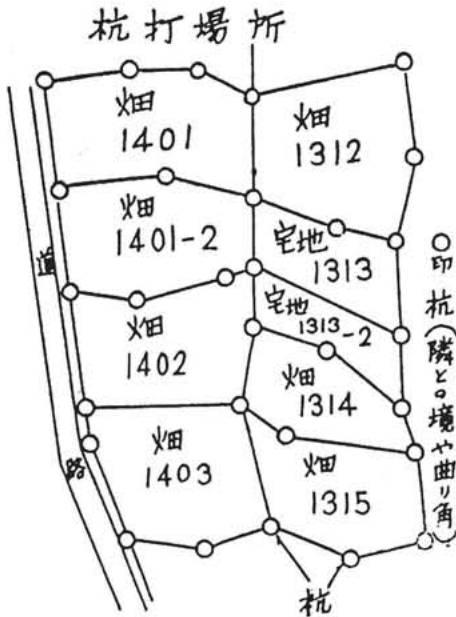 杭打場所
畑
1401
畑
1312
畑
1401-2
宅地
1313
宅地
1313-2
畑
1402
畑
1314
畑
1403
畑
1315
道路
杭
○印杭(隣との境や曲り角)